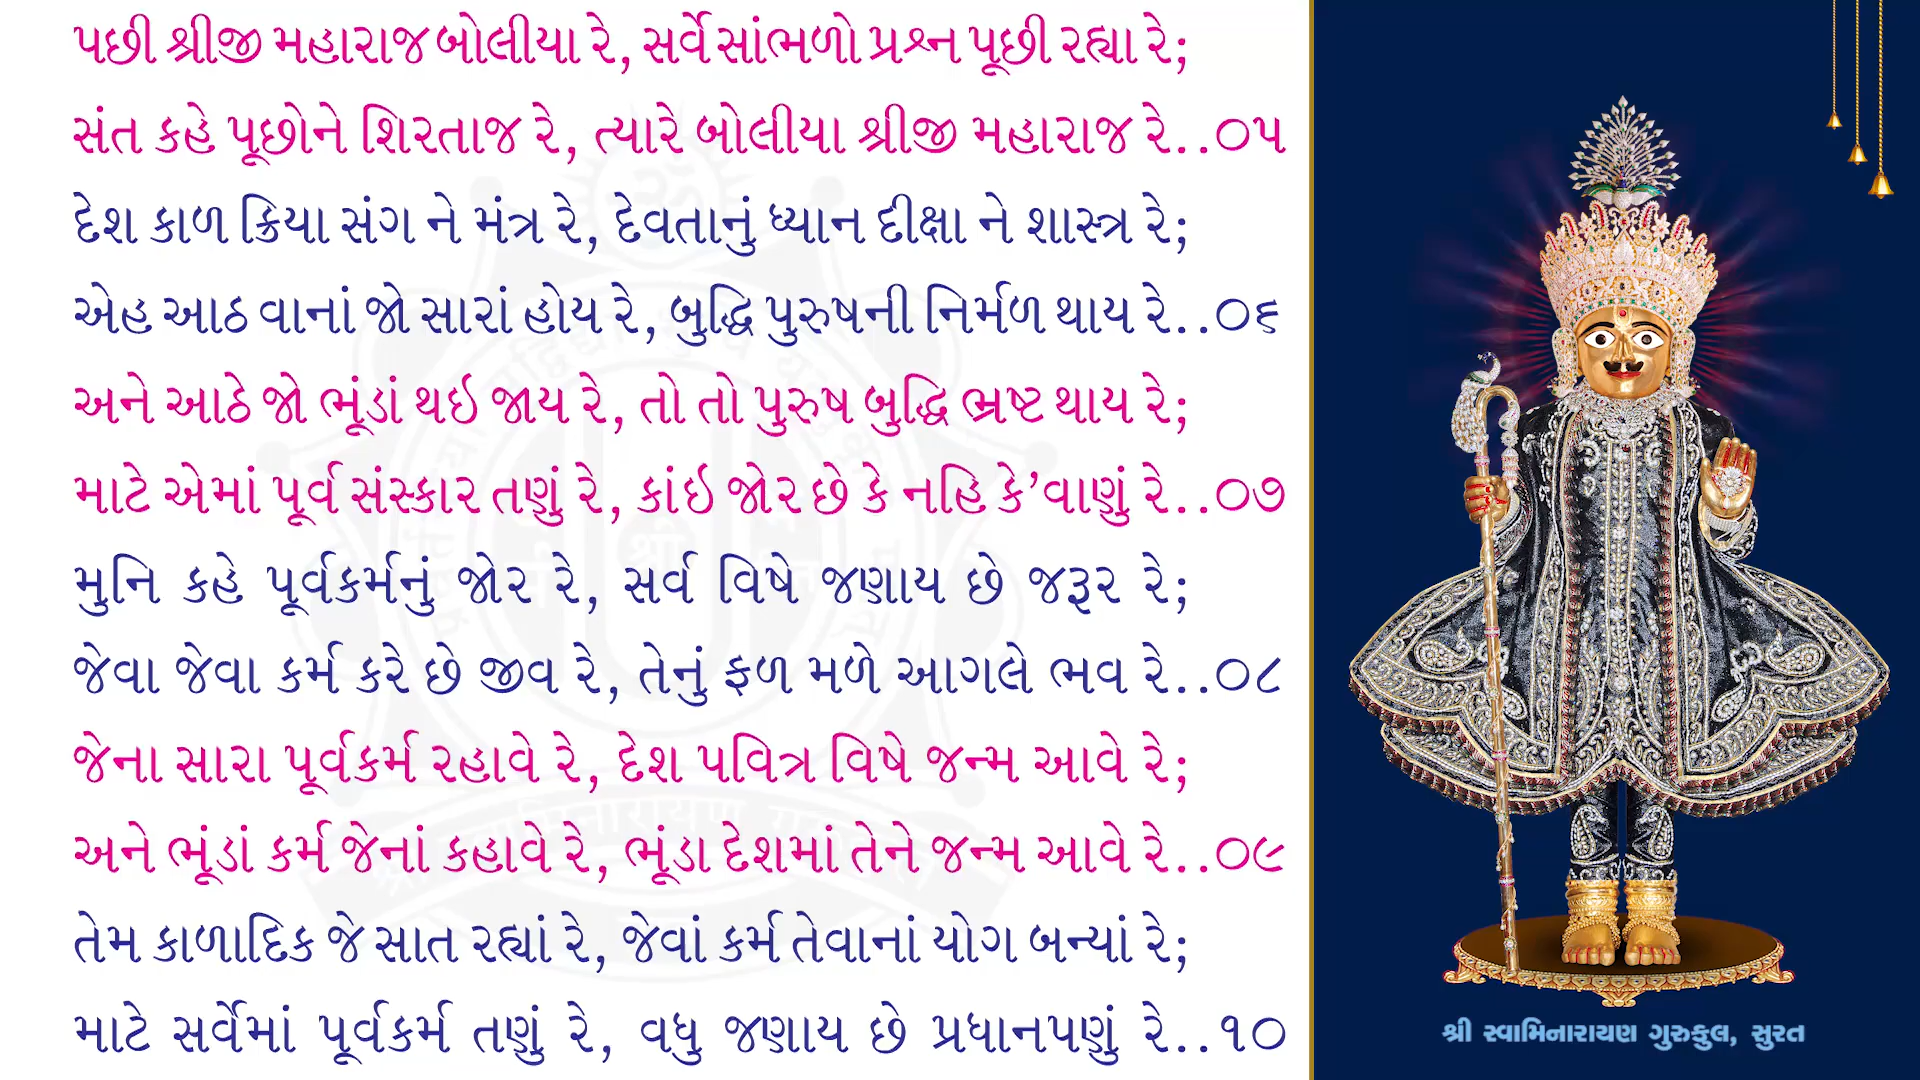 પછી શ્રીજી મહારાજ બોલીયા રે, સર્વે સાંભળો પ્રશ્ન પૂછી રહ્યા રે;
સંત કહે પૂછોને શિરતાજ રે, ત્યારે બોલીયા શ્રીજી મહારાજ રે..૦૫
દેશ કાળ ક્રિયા સંગ ને મંત્ર રે, દેવતાનું ધ્યાન દીક્ષા ને શાસ્ત્ર રે;
એહ આઠ વાનાં જો સારાં હોય રે, બુદ્ધિ પુરુષની નિર્મળ થાય રે..૦૬
અને આઠે જો ભૂંડાં થઇ જાય રે, તો તો પુરુષ બુદ્ધિ ભ્રષ્ટ થાય રે;
માટે એમાં પૂર્વ સંસ્કાર તણું રે, કાંઇ જોર છે કે નહિ કે’વાણું રે..૦૭
મુનિ કહે પૂર્વકર્મનું જોર રે, સર્વ વિષે જણાય છે જરૂર રે;
જેવા જેવા કર્મ કરે છે જીવ રે, તેનું ફળ મળે આગલે ભવ રે..૦૮
જેના સારા પૂર્વકર્મ રહાવે રે, દેશ પવિત્ર વિષે જન્મ આવે રે;
અને ભૂંડાં કર્મ જેનાં કહાવે રે, ભૂંડા દેશમાં તેને જન્મ આવે રે..૦૯
તેમ કાળાદિક જે સાત રહ્યાં રે, જેવાં કર્મ તેવાનાં યોગ બન્યાં રે;
માટે સર્વેમાં પૂર્વકર્મ તણું રે, વધુ જણાય છે પ્રધાનપણું રે..૧૦
શ્રી સ્વામિનારાયણ ગુરુકુલ, સુરત